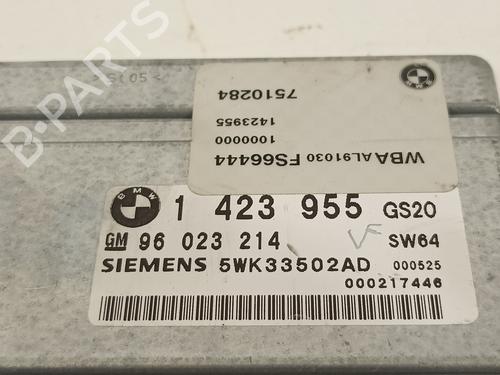 B-PARTS
7510284
1423955
1000000
WBAAL91030 FS66444
BMW
1 423 955 GS20
GM 96 023 214 SW64
SIEMENS 5WK33502AD 000525
000217446